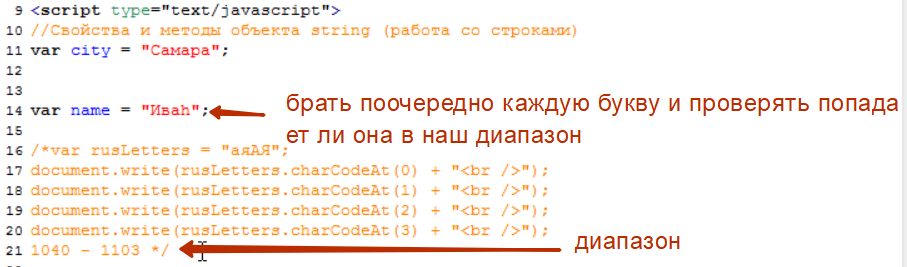 9 <script type="text/javascript">
10 //Свойства и методы объекта string (работа со строками)
11 var city = "Самара";
12
13
14 var name = "Иваh";
брать поочередно каждую букву и проверять попада
ет ли она в наш диапазон
15
16 /*var rusLetters = "аяАЯ";
17 document.write(rusLetters.charCodeAt(0) + "<br />");
18 document.write(rusLetters.charCodeAt(1) + "<br />");
19 document.write(rusLetters.charCodeAt(2) + "<br />");
20 document.write(rusLetters.charCodeAt(3) + "<br />");
21 1040 - 1103 */
диапазон